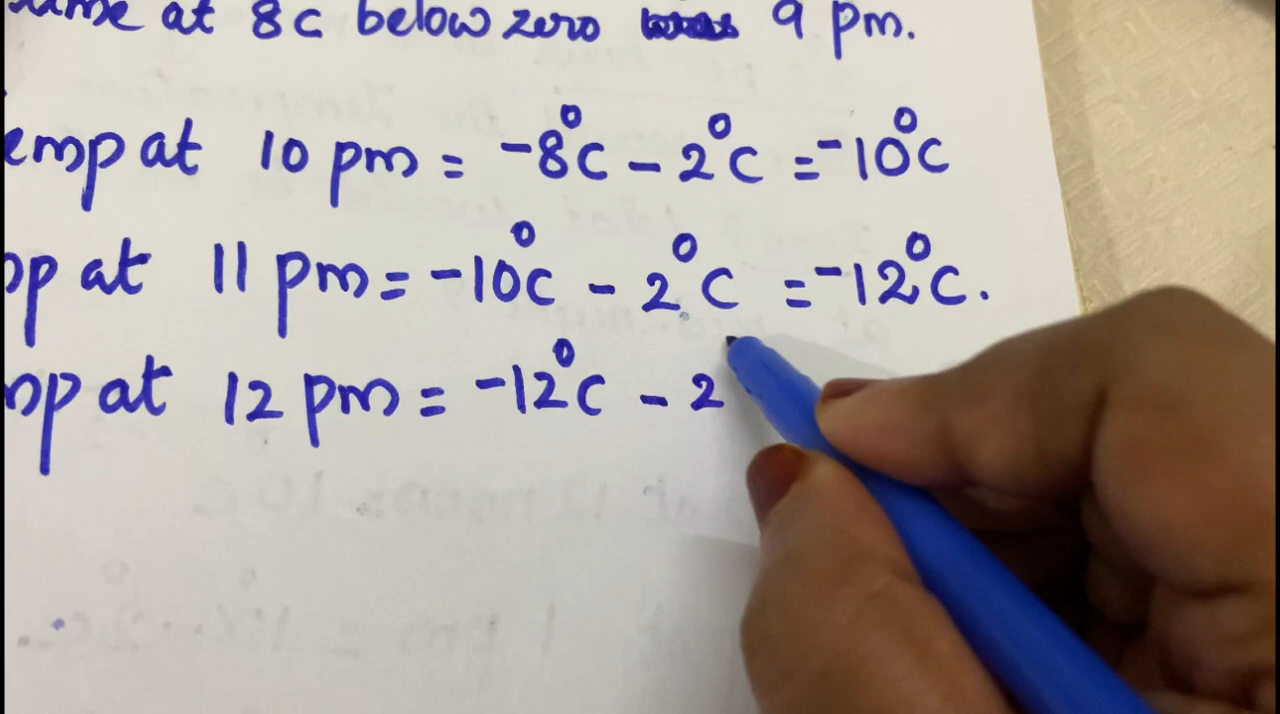 at 8c below zero 9 pm.
emp at 10 pm = -8°C - 2°C = -10°C
p at 11 pm = -10°C - 2°C = -12°C.
mp at 12 pm = -12°C - 2